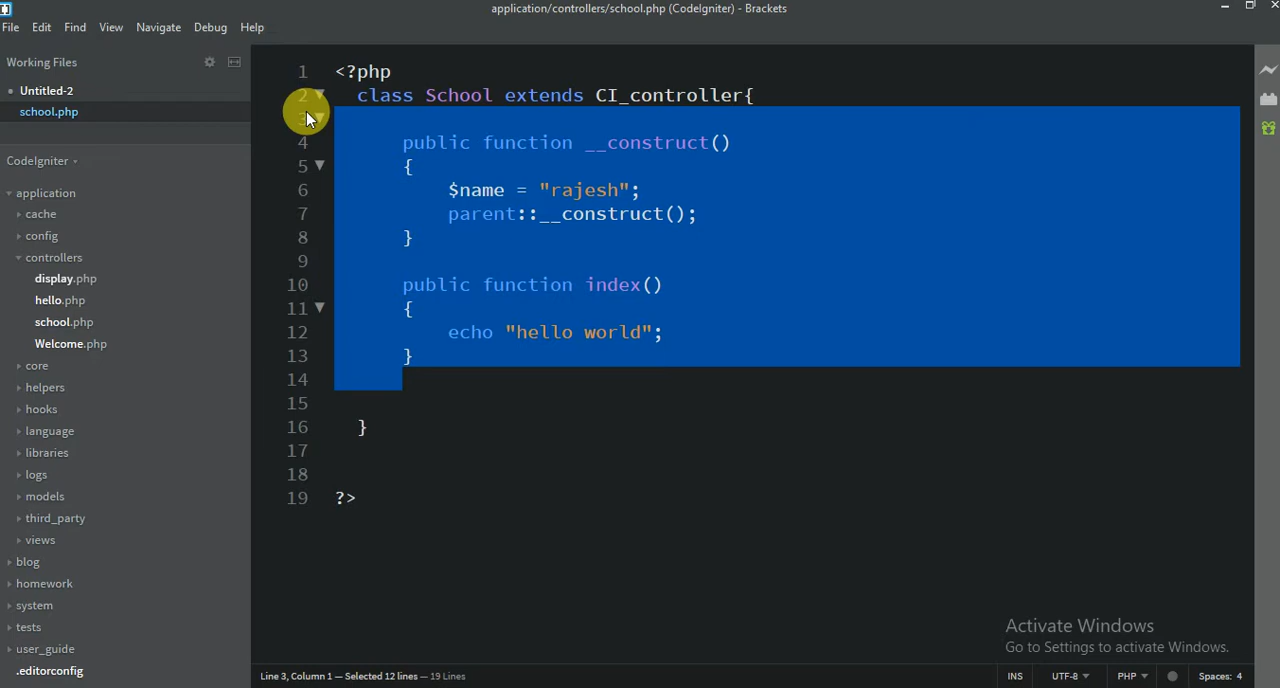 application/controllers/school.php (CodeIgniter) - Brackets
File Edit Find View Navigate Debug Help
Working Files
Untitled-2
school.php
CodeIgniter
application
cache
config
controllers
display.php
hello.php
school.php
Welcome.php
core
helpers
hooks
language
libraries
logs
models
third_party
views
blog
homework
system
tests
user_guide
.editorconfig
1 <?php
2 class School extends CI_controller{
3
4 public function __construct()
5 {
6 $name = "rajesh";
7 parent::__construct();
8 }
9
10 public function index()
11 {
12 echo "hello world";
13 }
14
15
16 }
17
18
19 ?>
Activate Windows
Go to Settings to activate Windows.
Line 3, Column 1 — Selected 12 lines — 19 Lines
INS UTF-8 PHP Spaces: 4